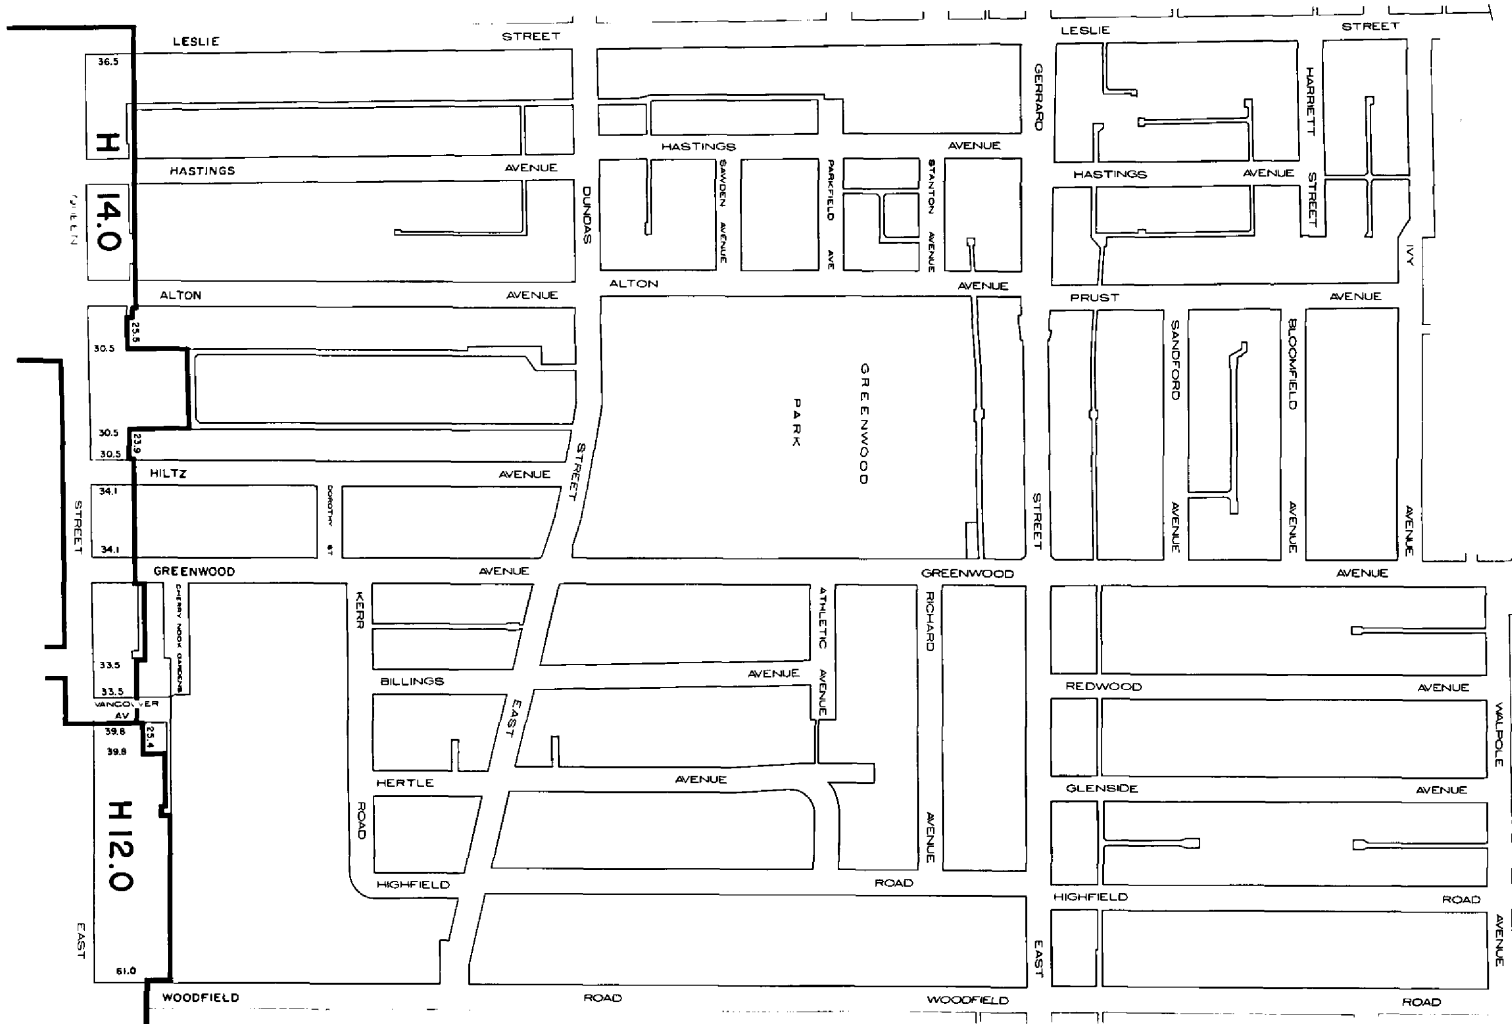 LESLIE STREET LESLIE STREET
36.5
H
GERRARD
HARRIETT
HASTINGS AVENUE
HASTINGS AVENUE
HASTINGS AVENUE
STREET
14.0
DUNDAS
SAWDEN AVENUE
PARKFIELD AVE
STANTON AVENUE
IVY
ALTON AVENUE
ALTON AVENUE
PRUST AVENUE
25.5
30.5
SANDFORD
BLOOMFIELD
GREENWOOD
PARK
30.5
23.9
30.5
HILTZ AVENUE
STREET
34.1
DOROTHY ST
STREET
STREET
AVENUE
AVENUE
AVENUE
34.1
GREENWOOD AVENUE GREENWOOD AVENUE
CHERRY NOOK GARDENS
KERR
ATHLETIC AVENUE
RICHARD
33.5
33.5
BILLINGS AVENUE
REDWOOD AVENUE
VANCOUVER
AV
39.8
25.4
39.8
EAST
WALPOLE
HERTLE AVENUE
GLENSIDE AVENUE
H 12.0
ROAD
AVENUE
HIGHFIELD ROAD
HIGHFIELD ROAD
EAST
EAST
AVENUE
61.0
WOODFIELD ROAD WOODFIELD ROAD